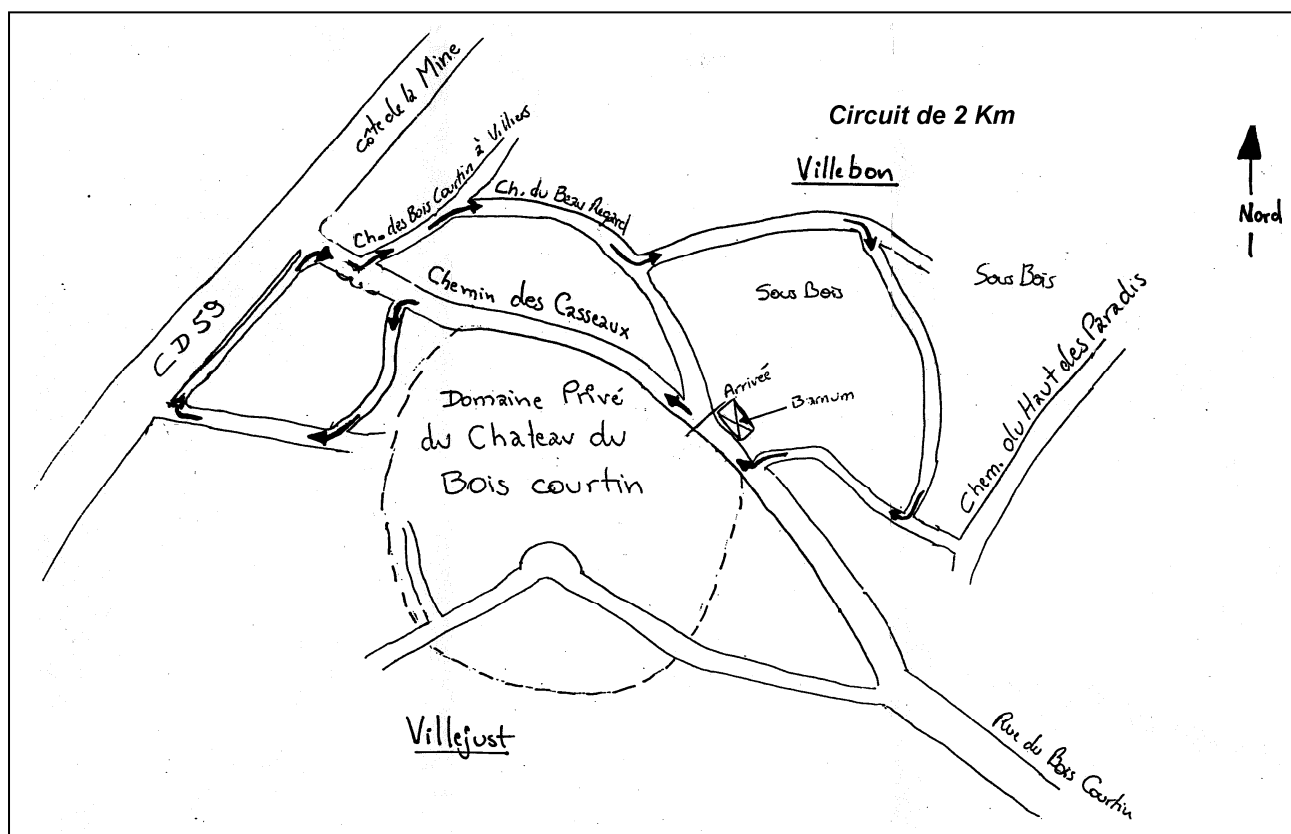 Circuit de 2 Km
Côte de la Mine
Villebon
Nord
Ch. des Bois Courtin à Villiers
Ch. du Beau Regard
Sous Bois
Sous Bois
Chemin des Casseaux
CD 59
Chem. du Haut des Paradis
Arrivée
Barnum
Domaine Privé
du Chateau du
Bois courtin
Villejust
Rue du Bois Courtin